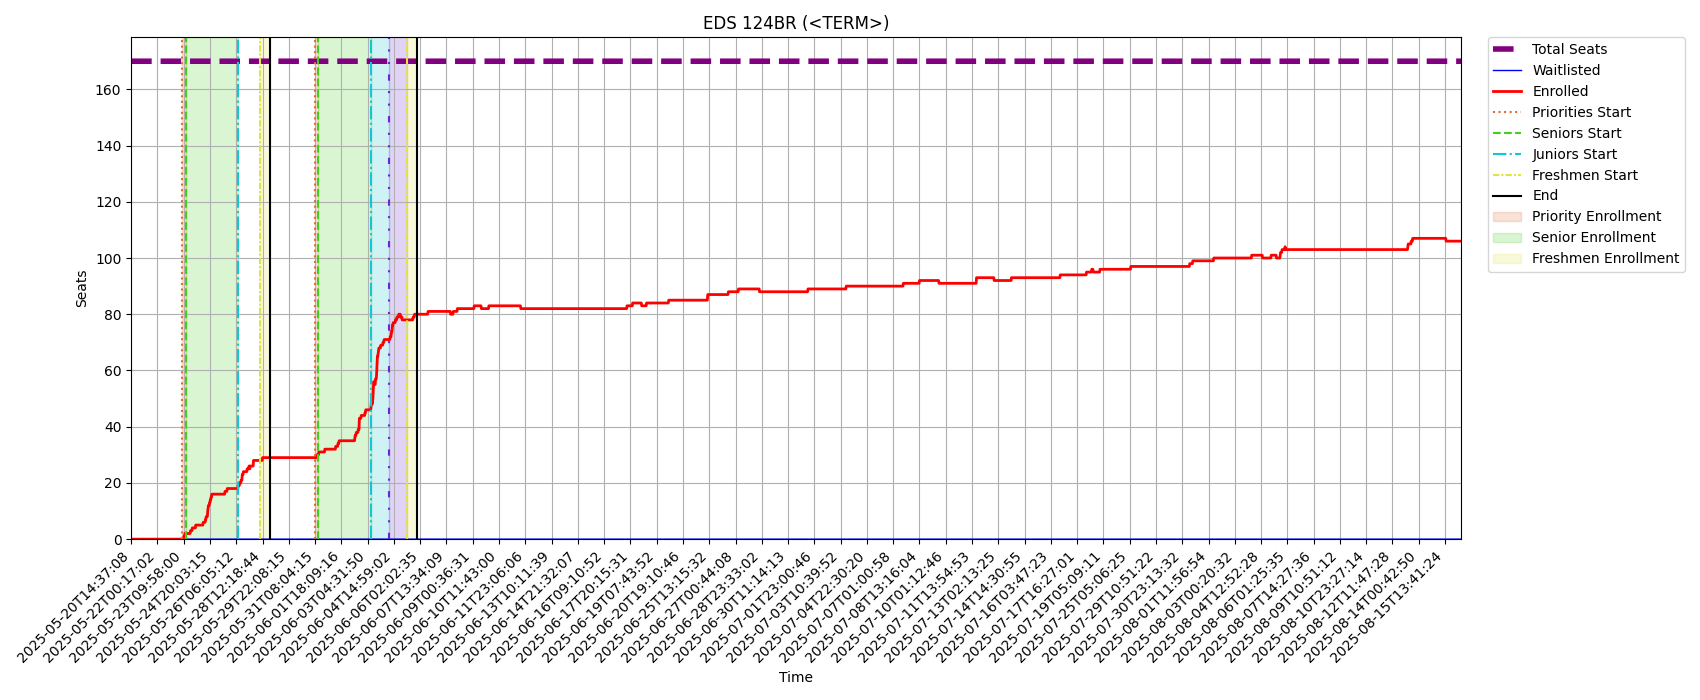 EDS 124BR (<TERM>)
Total Seats
Waitlisted
Enrolled
Priorities Start
Seniors Start
Juniors Start
Freshmen Start
End
Priority Enrollment
Senior Enrollment
Freshmen Enrollment
Seats
160
140
120
100
80
60
40
20
0
2025-05-20T14:37:08
2025-05-22T00:17:02
2025-05-23T09:58:00
2025-05-24T20:03:15
2025-05-26T06:05:12
2025-05-28T12:18:44
2025-05-29T22:08:15
2025-05-31T08:04:15
2025-06-01T18:09:16
2025-06-03T04:31:50
2025-06-04T14:59:02
2025-06-06T02:02:35
2025-06-07T13:34:09
2025-06-10T00:36:31
2025-06-10T11:43:00
2025-06-11T23:06:06
2025-06-13T10:11:39
2025-06-14T21:32:07
2025-06-16T09:10:52
2025-06-17T20:15:31
2025-06-19T07:43:52
2025-06-20T19:10:46
2025-06-25T13:15:32
2025-06-27T00:44:08
2025-06-28T23:33:02
2025-06-30T11:14:13
2025-07-01T23:00:46
2025-07-03T10:39:52
2025-07-04T22:30:20
2025-07-07T01:00:58
2025-07-08T13:16:04
2025-07-10T01:12:46
2025-07-11T13:54:53
2025-07-13T02:13:25
2025-07-14T14:30:55
2025-07-16T03:47:23
2025-07-17T16:27:01
2025-07-19T05:09:11
2025-07-25T05:06:25
2025-07-29T10:51:22
2025-07-30T23:13:32
2025-08-01T11:56:54
2025-08-03T00:20:32
2025-08-04T12:52:28
2025-08-06T01:25:35
2025-08-07T14:27:36
2025-08-09T10:51:12
2025-08-10T23:27:14
2025-08-12T11:47:28
2025-08-14T00:42:50
2025-08-15T13:41:24
Time